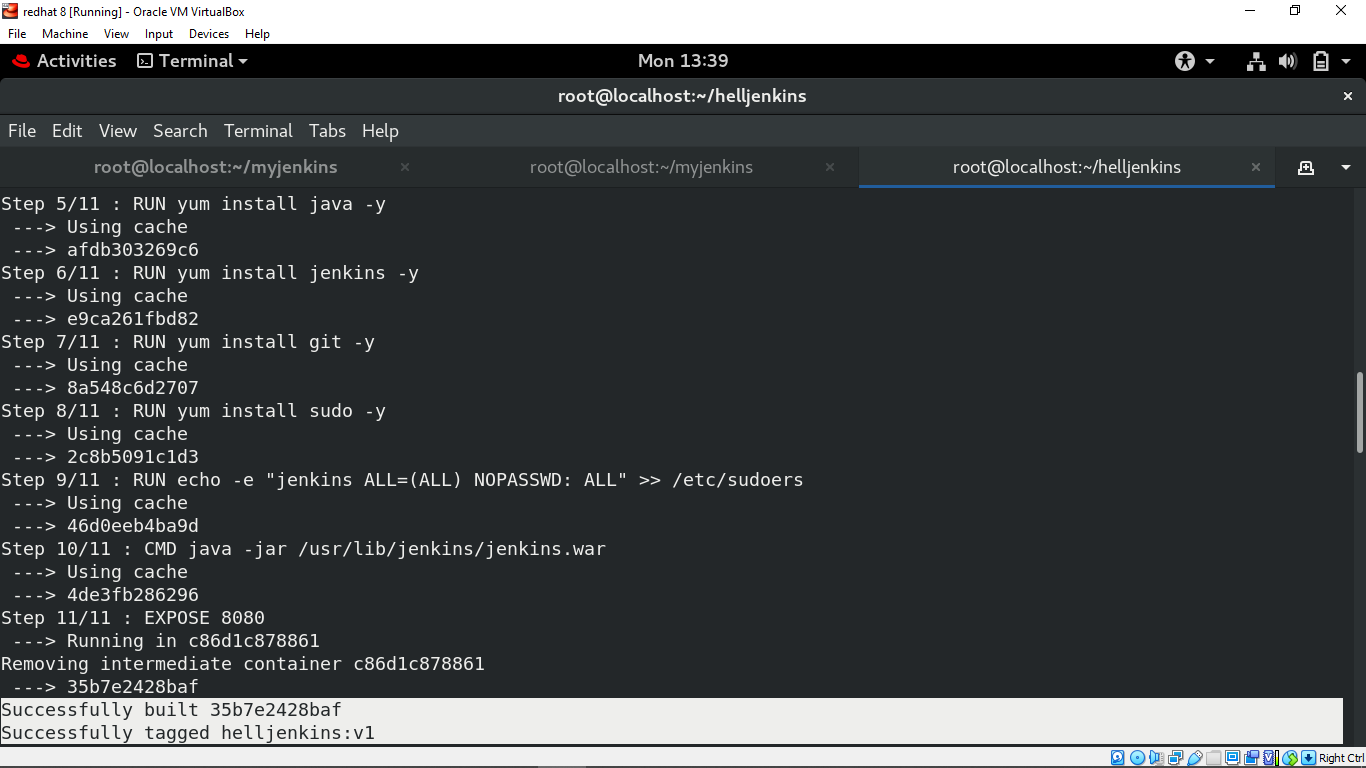 redhat 8 [Running] - Oracle VM VirtualBox
File Machine View Input Devices Help
Activities Terminal Mon 13:39
root@localhost:~/helljenkins
File Edit View Search Terminal Tabs Help
root@localhost:~/myjenkins root@localhost:~/myjenkins root@localhost:~/helljenkins
Step 5/11 : RUN yum install java -y
 ---> Using cache
 ---> afdb303269c6
Step 6/11 : RUN yum install jenkins -y
 ---> Using cache
 ---> e9ca261fbd82
Step 7/11 : RUN yum install git -y
 ---> Using cache
 ---> 8a548c6d2707
Step 8/11 : RUN yum install sudo -y
 ---> Using cache
 ---> 2c8b5091c1d3
Step 9/11 : RUN echo -e "jenkins ALL=(ALL) NOPASSWD: ALL" >> /etc/sudoers
 ---> Using cache
 ---> 46d0eeb4ba9d
Step 10/11 : CMD java -jar /usr/lib/jenkins/jenkins.war
 ---> Using cache
 ---> 4de3fb286296
Step 11/11 : EXPOSE 8080
 ---> Running in c86d1c878861
Removing intermediate container c86d1c878861
 ---> 35b7e2428baf
Successfully built 35b7e2428baf
Successfully tagged helljenkins:v1
Right Ctrl